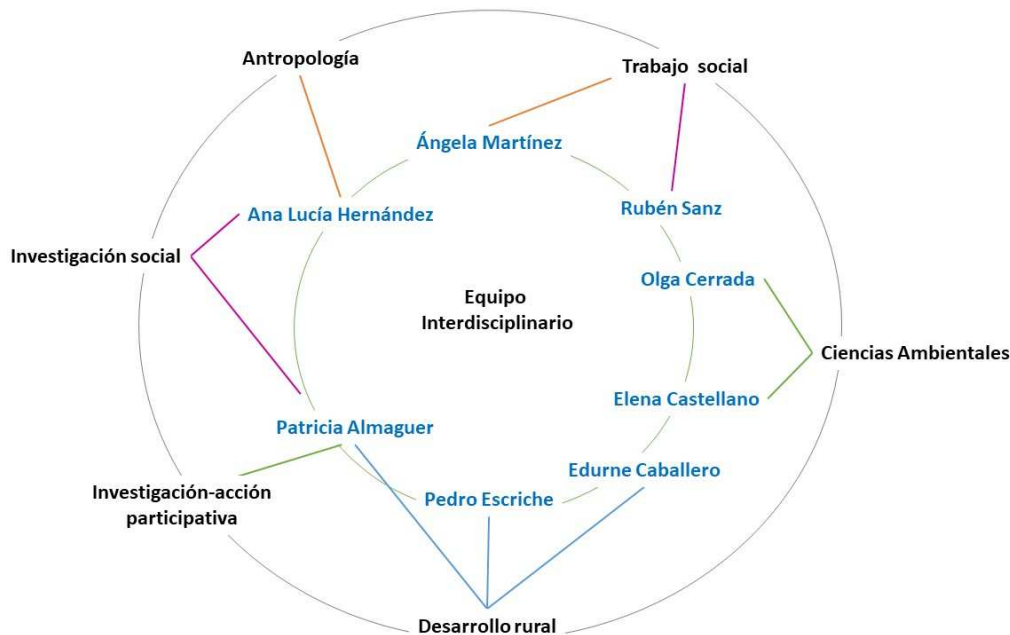 Antropología
Trabajo social
Ángela Martínez
Ana Lucía Hernández
Rubén Sanz
Investigación social
Olga Cerrada
Equipo
Interdisciplinario
Ciencias Ambientales
Elena Castellano
Patricia Almaguer
Edurne Caballero
Investigación-acción
participativa
Pedro Escriche
Desarrollo rural